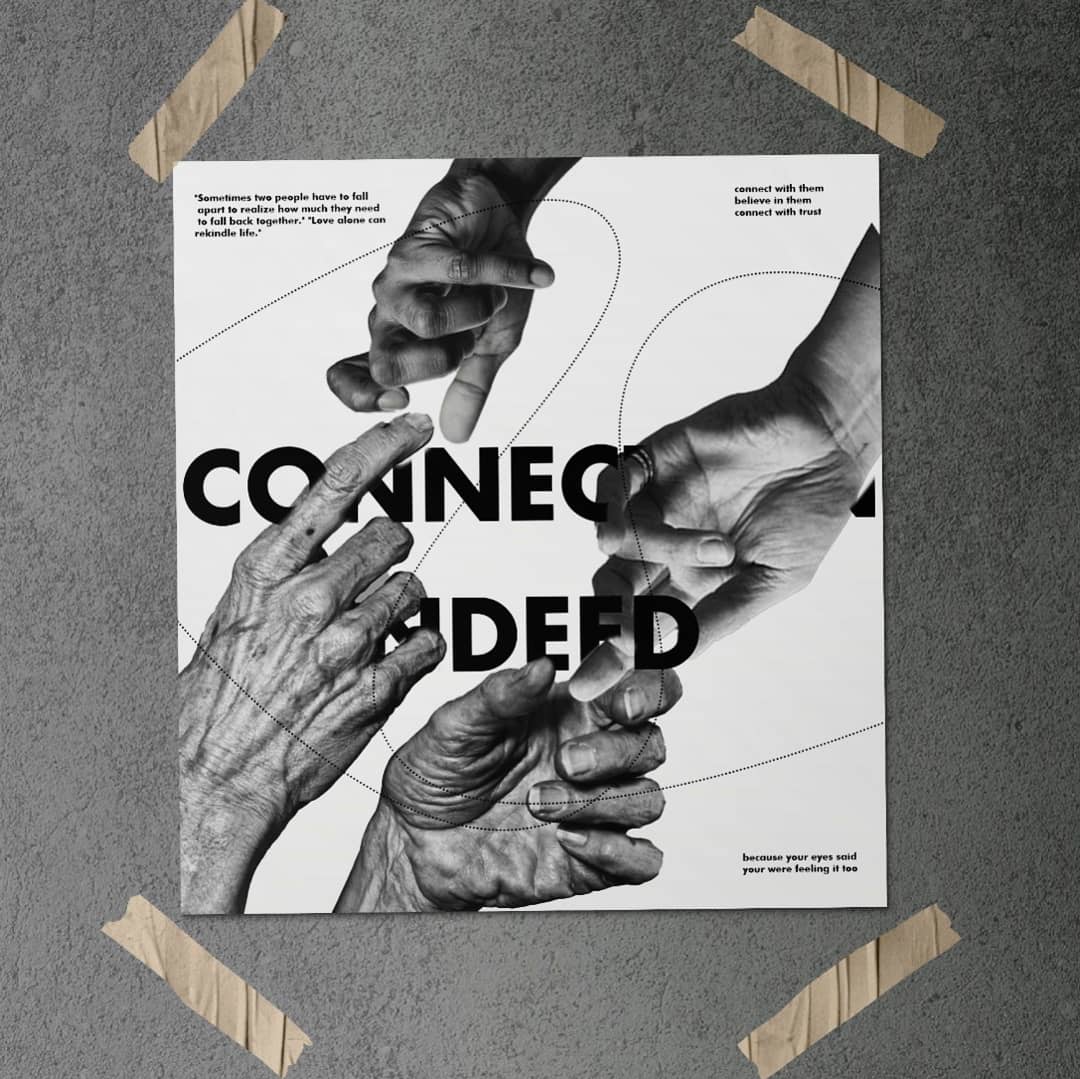 "Sometimes two people have to fall
apart to realize how much they need
to fall back together." "Love alone can
rekindle life."
connect with them
believe in them
connect with trust
CONNECTION
INDEED
because your eyes said
your were feeling it too